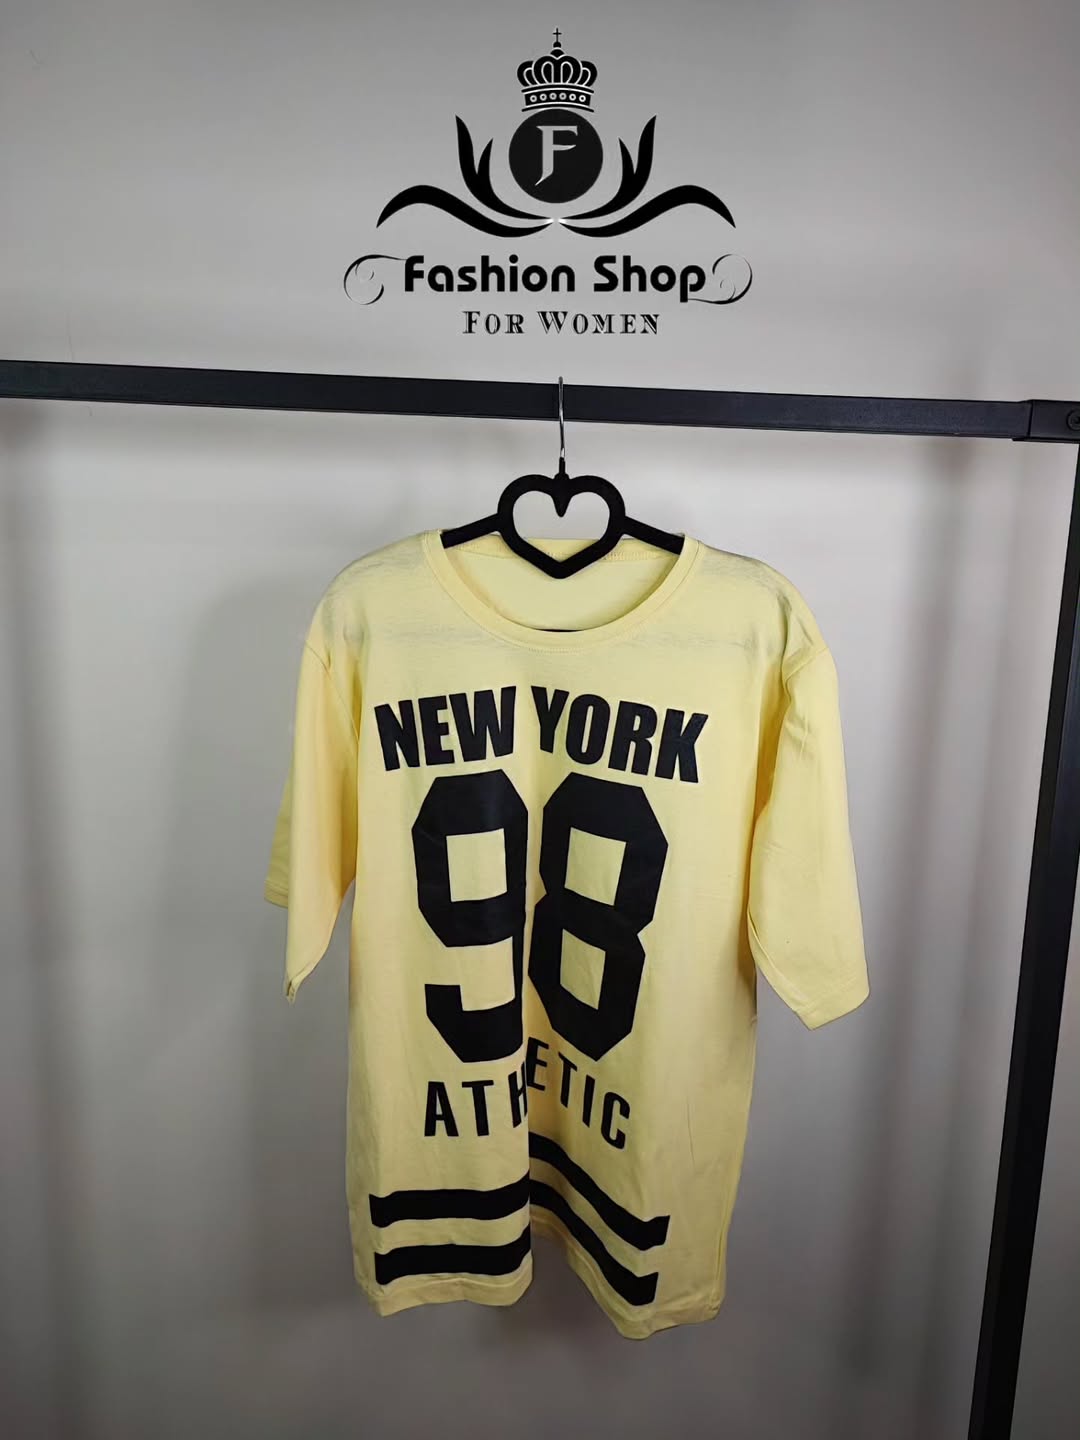 F
Fashion Shop
For Women
NEW YORK
98
ATHETIC